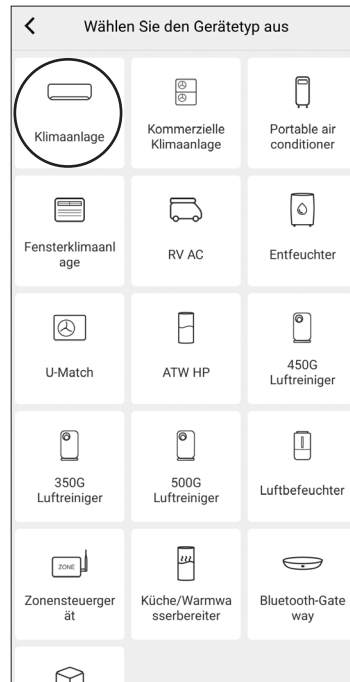 Wählen Sie den Gerätetyp aus
Klimaanlage
Kommerzielle
Klimaanlage
Portable air
conditioner
Fensterklimaanl
age
RV AC
Entfeuchter
U-Match
ATW HP
450G
Luftreiniger
350G
Luftreiniger
500G
Luftreiniger
Luftbefeuchter
ZONE
Zonensteuerger
ät
Küche/Warmwa
sserbereiter
Bluetooth-Gate
way